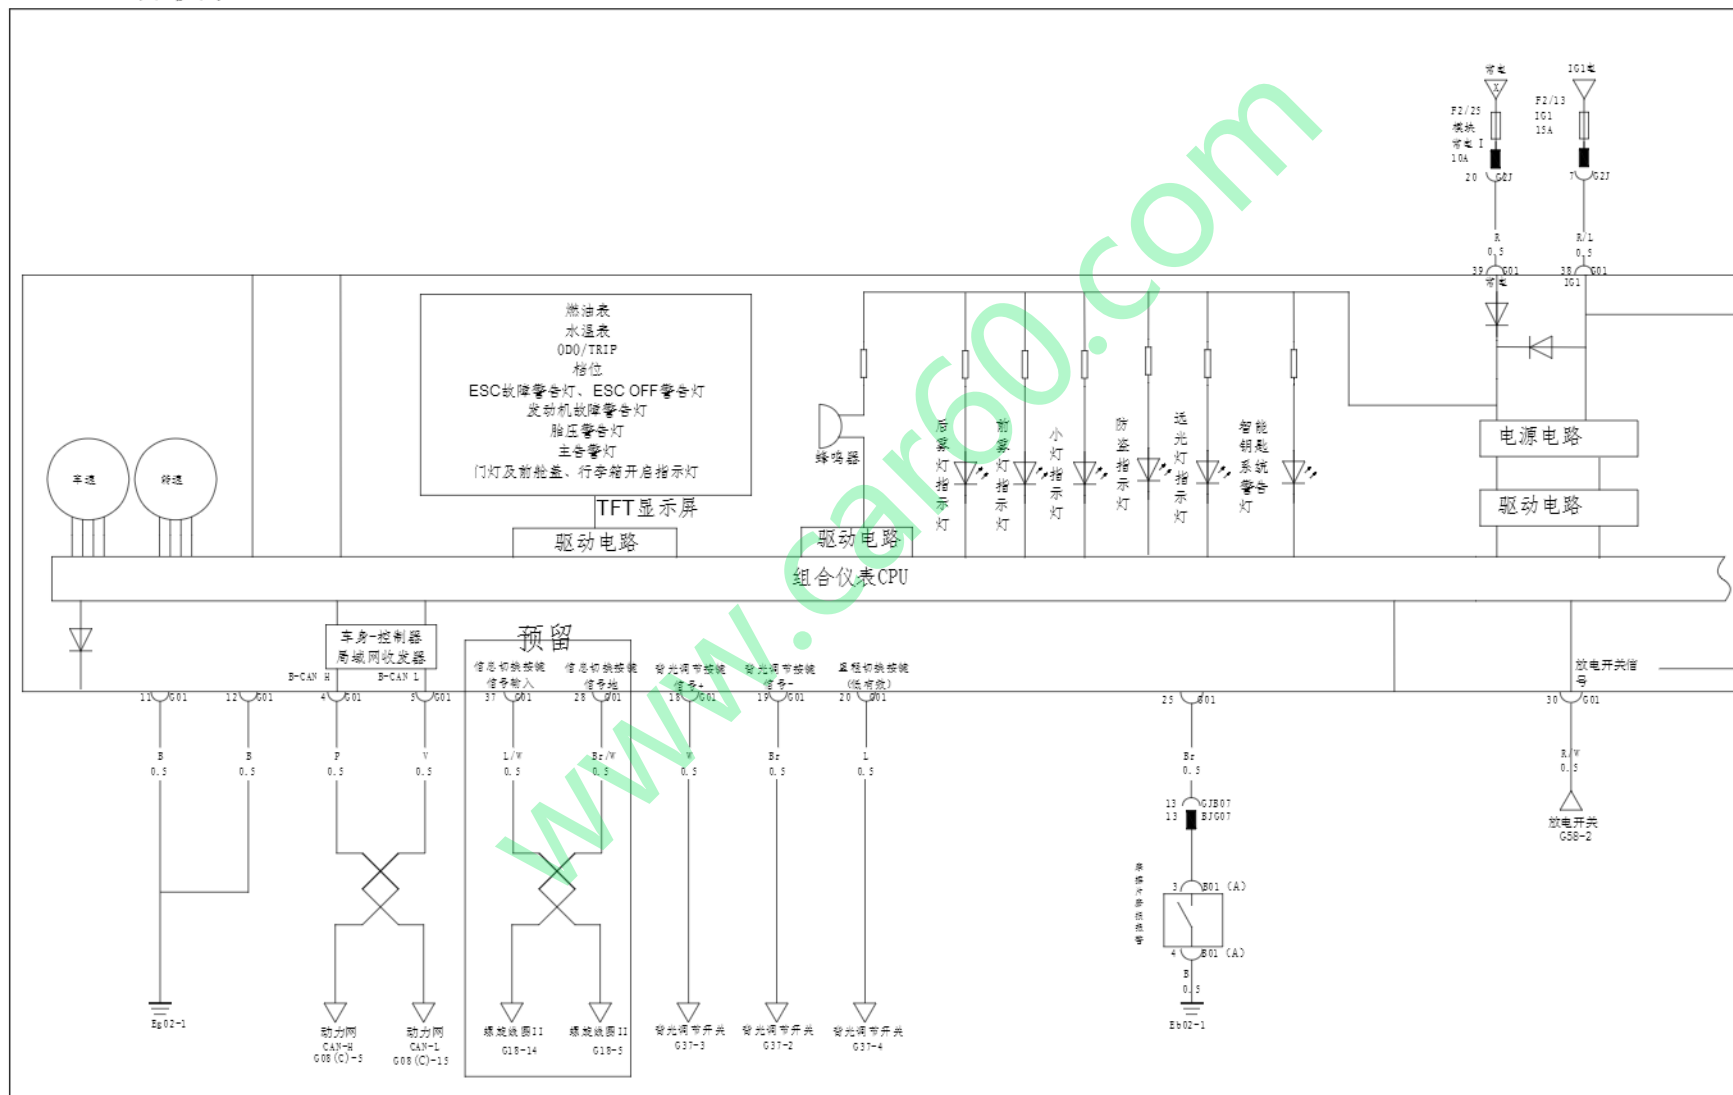 常电
IG1电
F2/25
模块
常电 I
10A
F2/13
IG1
15A
20 G2J
7 G2J
R
0.5
R/L
0.5
39 G01
常电
38 G01
IG1
燃油表
水温表
ODO/TRIP
档位
ESC故障警告灯、ESC OFF警告灯
发动机故障警告灯
胎压警告灯
主告警灯
门灯及前舱盖、行李箱开启指示灯
TFT显示屏
驱动电路
车速
转速
蜂鸣器
驱动电路
后雾灯指示灯
前雾灯指示灯
小灯指示灯
防盗指示灯
远光灯指示灯
智能钥匙系统警告灯
电源电路
驱动电路
组合仪表CPU
车身-控制器
局域网收发器
B-CAN H
B-CAN L
预留
信息切换按键
信号输入
信息切换按键
信号地
背光调节按键
信号+
背光调节按键
信号-
里程切换按键
(低有效)
放电开关信
号
11 G01
12 G01
4 G01
5 G01
37 G01
28 G01
18 G01
19 G01
20 G01
25 G01
30 G01
B
0.5
B
0.5
P
0.5
V
0.5
L/W
0.5
Br/W
0.5
W
0.5
Br
0.5
L
0.5
Br
0.5
R/W
0.5
13 GJB07
13 BJG07
放电开关
G58-2
3 B01 (A)
4 B01 (A)
B
0.5
Eb02-1
Eg02-1
动力网
CAN-H
G08(C)-5
动力网
CAN-L
G08(C)-15
螺旋线图II
G18-14
螺旋线图II
G18-5
背光调节开关
G37-3
背光调节开关
G37-2
背光调节开关
G37-4
www.car60.com